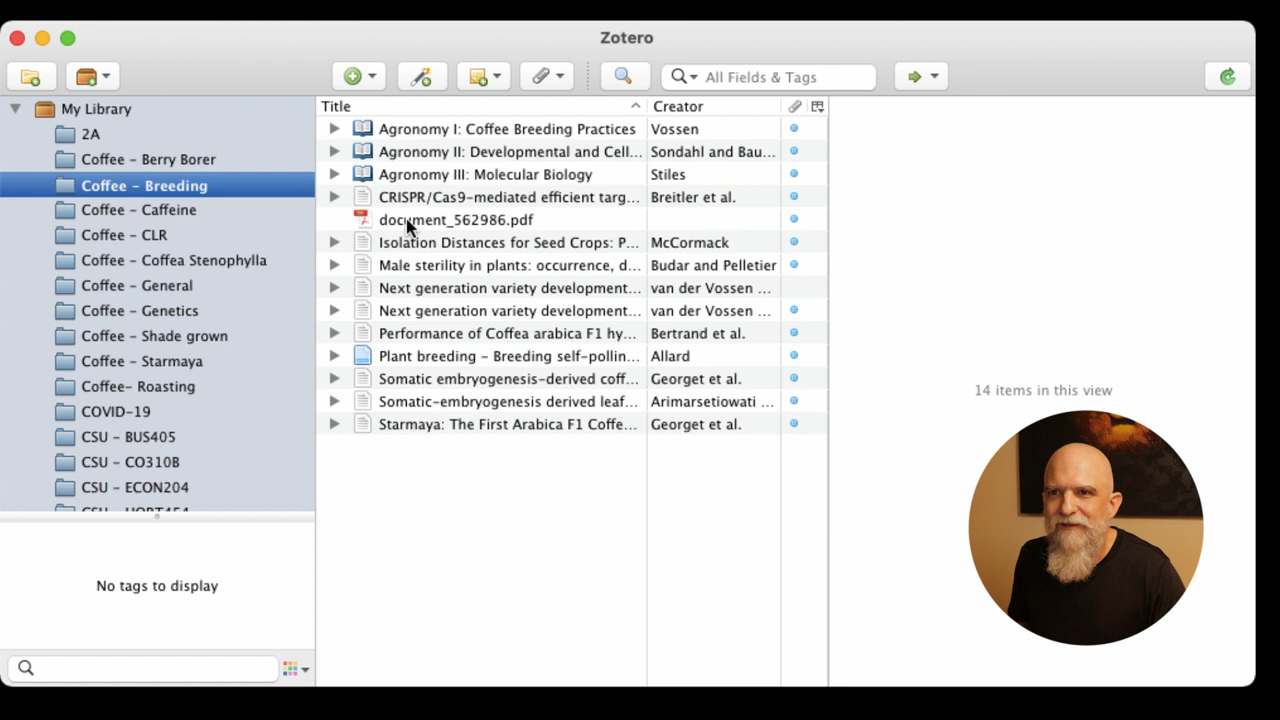 Zotero
All Fields & Tags
My Library
2A
Coffee – Berry Borer
Coffee – Breeding
Coffee – Caffeine
Coffee – CLR
Coffee – Coffea Stenophylla
Coffee – General
Coffee – Genetics
Coffee – Shade grown
Coffee – Starmaya
Coffee– Roasting
COVID-19
CSU – BUS405
CSU – CO310B
CSU – ECON204
CSU – HORT454
No tags to display
Title Creator
Agronomy I: Coffee Breeding Practices Vossen
Agronomy II: Developmental and Cell... Sondahl and Bau...
Agronomy III: Molecular Biology Stiles
CRISPR/Cas9-mediated efficient targ... Breitler et al.
document_562986.pdf
Isolation Distances for Seed Crops: P... McCormack
Male sterility in plants: occurrence, d... Budar and Pelletier
Next generation variety development... van der Vossen ...
Next generation variety development... van der Vossen ...
Performance of Coffea arabica F1 hy... Bertrand et al.
Plant breeding – Breeding self-pollin... Allard
Somatic embryogenesis-derived coff... Georget et al.
Somatic-embryogenesis derived leaf... Arimarsetiowati ...
Starmaya: The First Arabica F1 Coffe... Georget et al.
14 items in this view